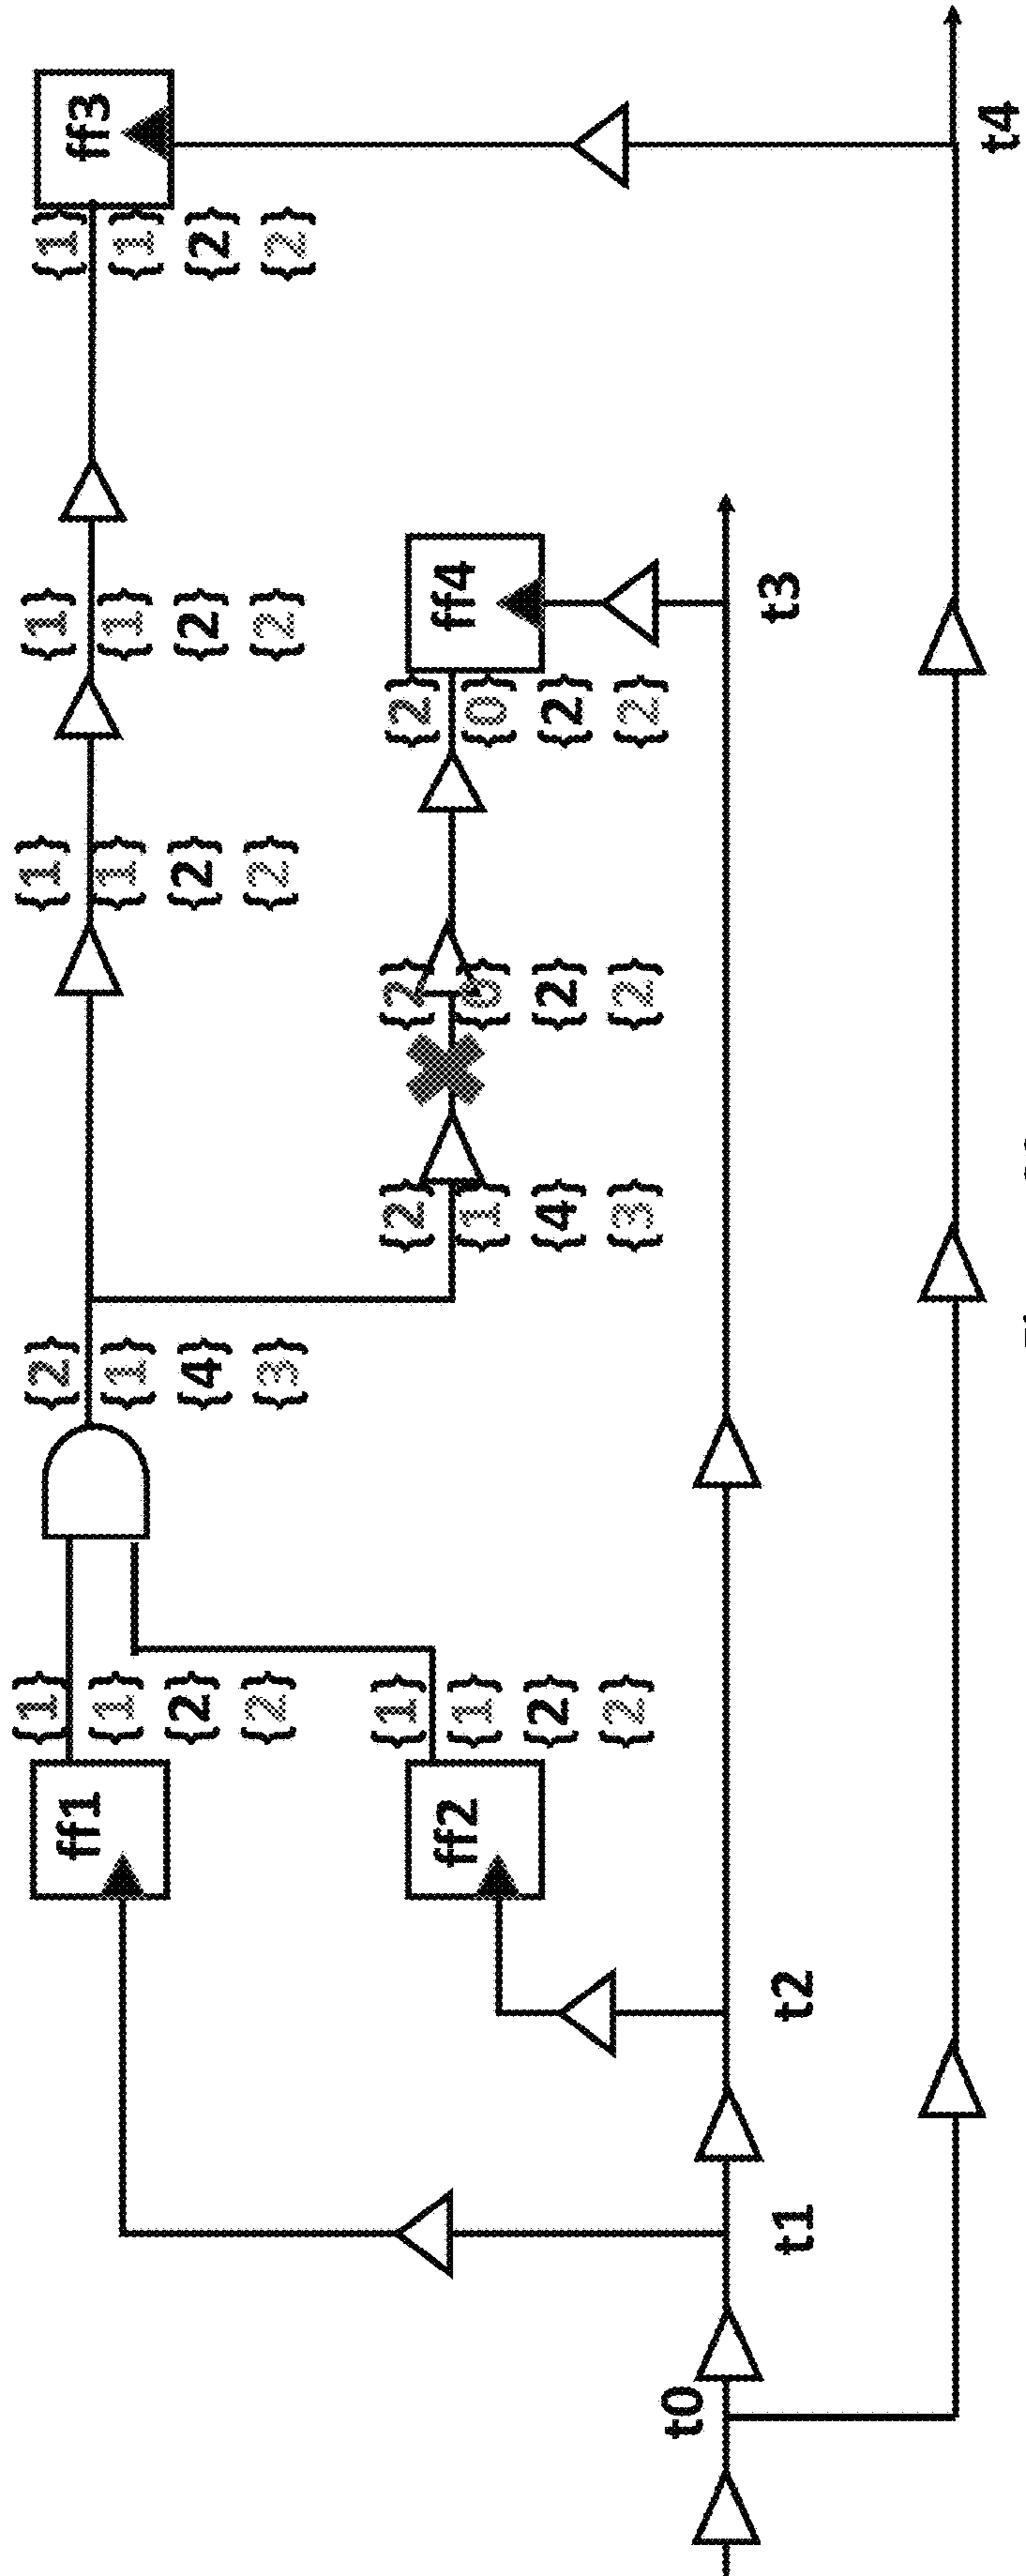 {1} {2} {1} {1} {1}
ff1 ff3
{1} {1} {1} {1} {1}
{2} {4} {2} {2} {2}
{2} {3} {2} {2} {2}
{1} {2} {2} {2}
ff2 ff4
{1} {1} {0} {0}
{2} {4} {2} {2}
{2} {3} {2} {2}
t0
t1 t2 t3
t4